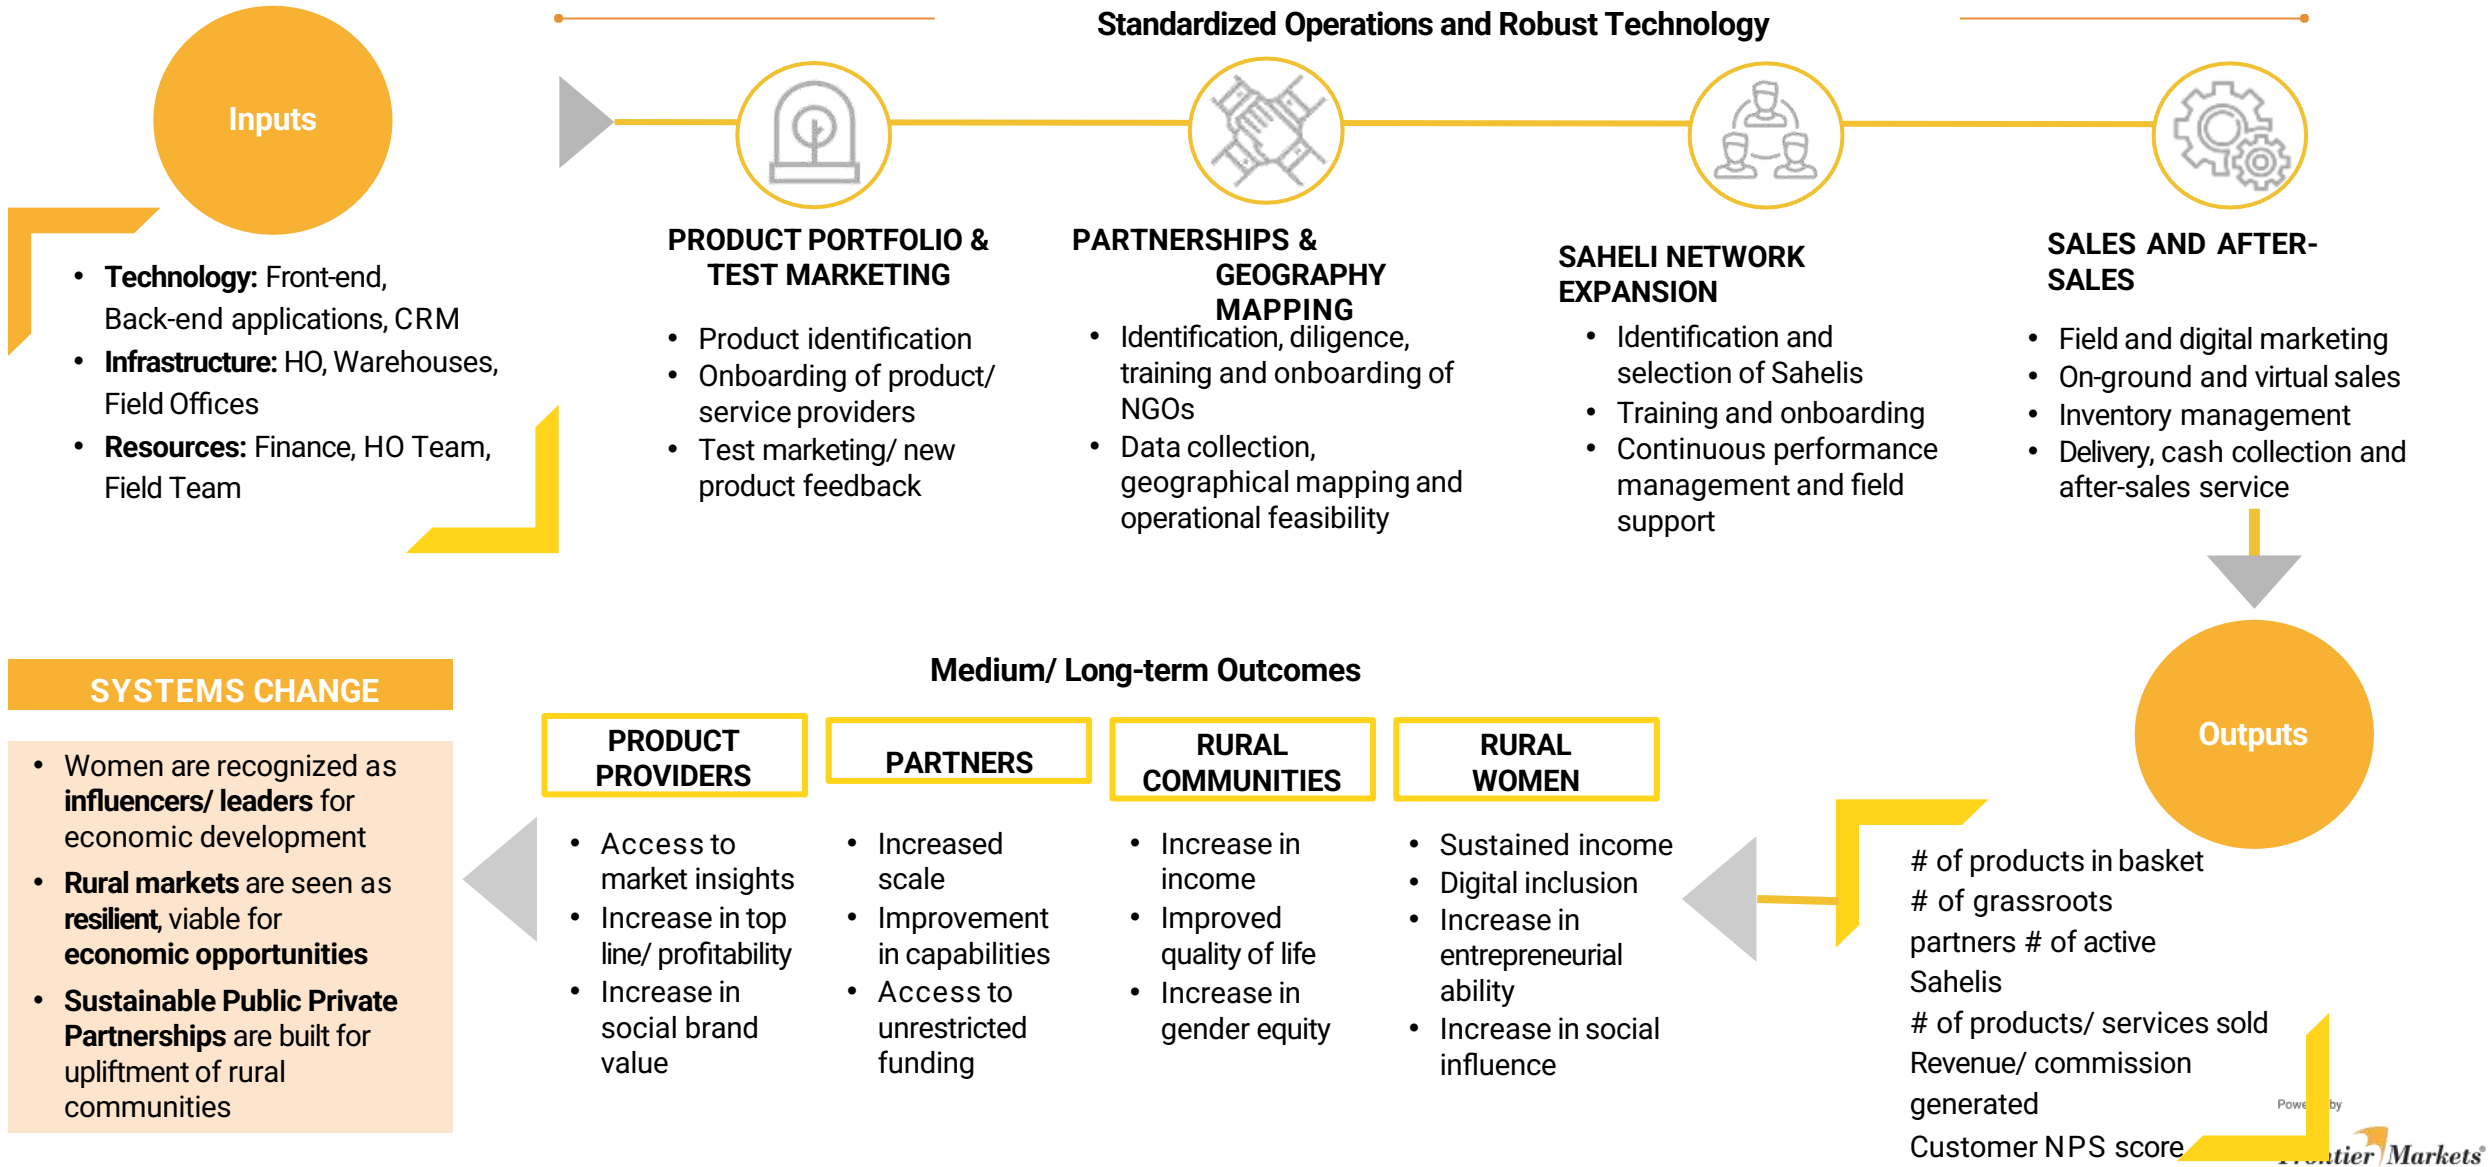 Standardized Operations and Robust Technology
Inputs
• Technology: Front-end,
Back-end applications, CRM
• Infrastructure: HO, Warehouses,
Field Offices
• Resources: Finance, HO Team,
Field Team
PRODUCT PORTFOLIO &
TEST MARKETING
• Product identification
• Onboarding of product/
service providers
• Test marketing/ new
product feedback
PARTNERSHIPS &
GEOGRAPHY
MAPPING
• Identification, diligence,
training and onboarding of
NGOs
• Data collection,
geographical mapping and
operational feasibility
SAHELI NETWORK
EXPANSION
• Identification and
selection of Sahelis
• Training and onboarding
• Continuous performance
management and field
support
SALES AND AFTER-
SALES
• Field and digital marketing
• On-ground and virtual sales
• Inventory management
• Delivery, cash collection and
after-sales service
Outputs
# of products in basket
# of grassroots
partners # of active
Sahelis
# of products/ services sold
Revenue/ commission
generated
Customer NPS score
Medium/ Long-term Outcomes
PRODUCT
PROVIDERS
• Access to
market insights
• Increase in top
line/ profitability
• Increase in
social brand
value
PARTNERS
• Increased
scale
• Improvement
in capabilities
• Access to
unrestricted
funding
RURAL
COMMUNITIES
• Increase in
income
• Improved
quality of life
• Increase in
gender equity
RURAL
WOMEN
• Sustained income
• Digital inclusion
• Increase in
entrepreneurial
ability
• Increase in social
influence
SYSTEMS CHANGE
• Women are recognized as
influencers/ leaders for
economic development
• Rural markets are seen as
resilient, viable for
economic opportunities
• Sustainable Public Private
Partnerships are built for
upliftment of rural
communities
by
Markets